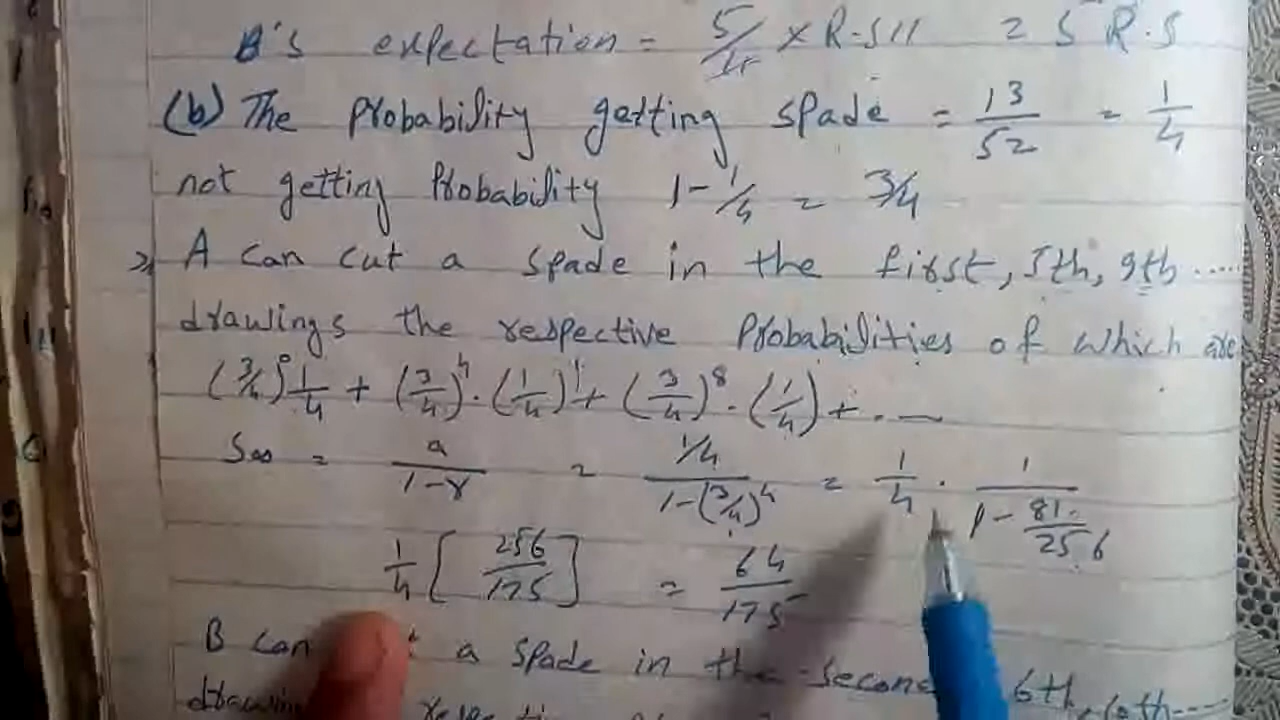 B's expectation = 5/11 × R.S 11 = 5 R.S
(b) The Probability getting spade = 13/52 = 1/4
not getting Probability 1-1/4 = 3/4
A can cut a spade in the first, 5th, 9th .....
drawings the respective Probabilities of which are
(3/4)^0 1/4 + (3/4)^4 . (1/4)^1 + (3/4)^8 . (1/4) + . —
S∞ = a/1-r = 1/4 / 1-(3/4)^4 = 1/4 . 1 / 1 - 81/256
1/4 [ 256/175 ] = 64/175
B can a spade in the second 6th, 10th----
drawing